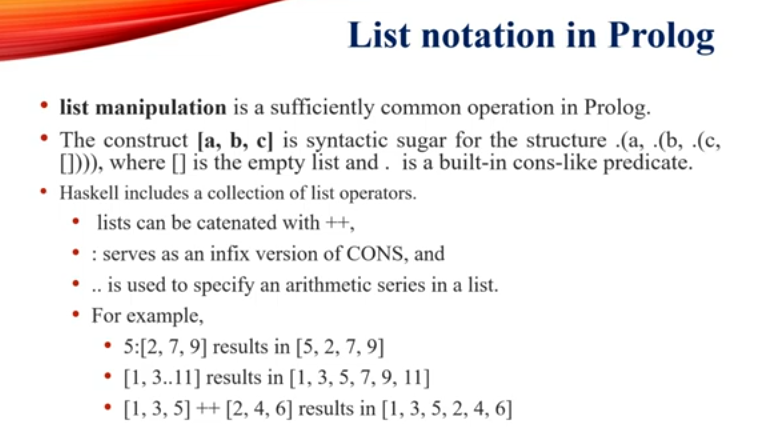 List notation in Prolog
• list manipulation is a sufficiently common operation in Prolog.
• The construct [a, b, c] is syntactic sugar for the structure .(a, .(b, .(c,
[]))), where [] is the empty list and . is a built-in cons-like predicate.
• Haskell includes a collection of list operators.
• lists can be catenated with ++,
• : serves as an infix version of CONS, and
• .. is used to specify an arithmetic series in a list.
• For example,
• 5:[2, 7, 9] results in [5, 2, 7, 9]
• [1, 3..11] results in [1, 3, 5, 7, 9, 11]
• [1, 3, 5] ++ [2, 4, 6] results in [1, 3, 5, 2, 4, 6]